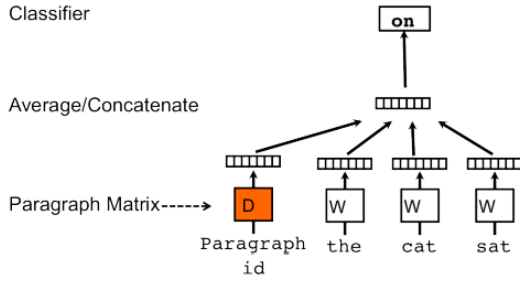 Classifier
on
Average/Concatenate
Paragraph Matrix
D
W
W
W
Paragraph
id
the
cat
sat